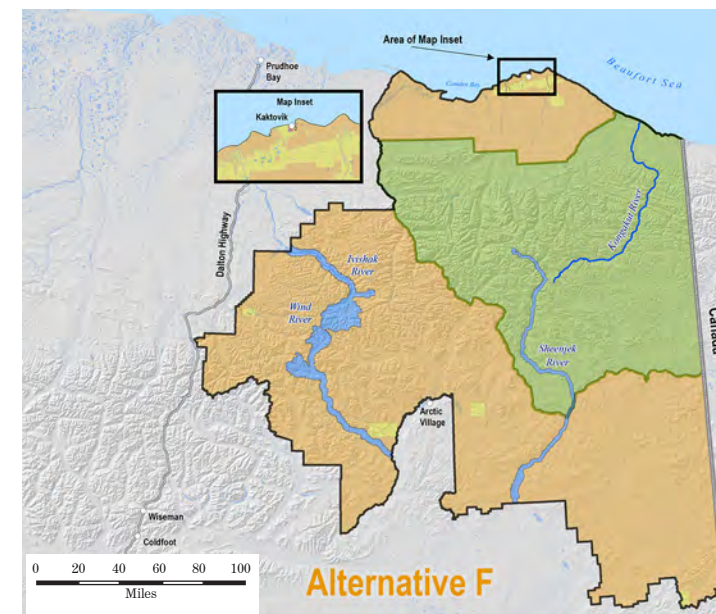 Area of Map Inset
Beaufort Sea
Prudhoe
Bay
Camden Bay
Map Inset
Kaktovik
Dalton Highway
Kongakut River
Ivishak
River
Wind
River
Canada
Sheenjek
River
Arctic
Village
Wiseman
Coldfoot
0 20 40 60 80 100
Miles
Alternative F